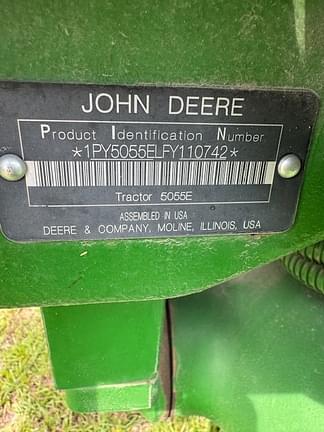 JOHN DEERE
Product Identification Number
*1PY5055ELFY110742*
Tractor 5055E
ASSEMBLED IN USA
DEERE & COMPANY, MOLINE, ILLINOIS, USA